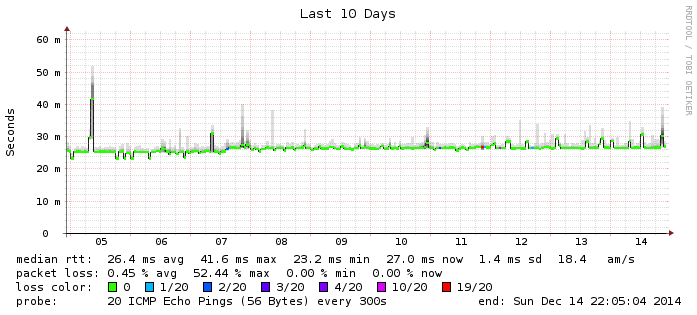 Last 10 Days
RRDTOOL / TOBI OETIKER
Seconds
60 m
50 m
40 m
30 m
20 m
10 m
0
05 06 07 08 09 10 11 12 13 14
median rtt: 26.4 ms avg 41.6 ms max 23.2 ms min 27.0 ms now 1.4 ms sd 18.4 am/s
packet loss: 0.45 % avg 52.44 % max 0.00 % min 0.00 % now
loss color: 0 1/20 2/20 3/20 4/20 10/20 19/20
probe: 20 ICMP Echo Pings (56 Bytes) every 300s end: Sun Dec 14 22:05:04 2014